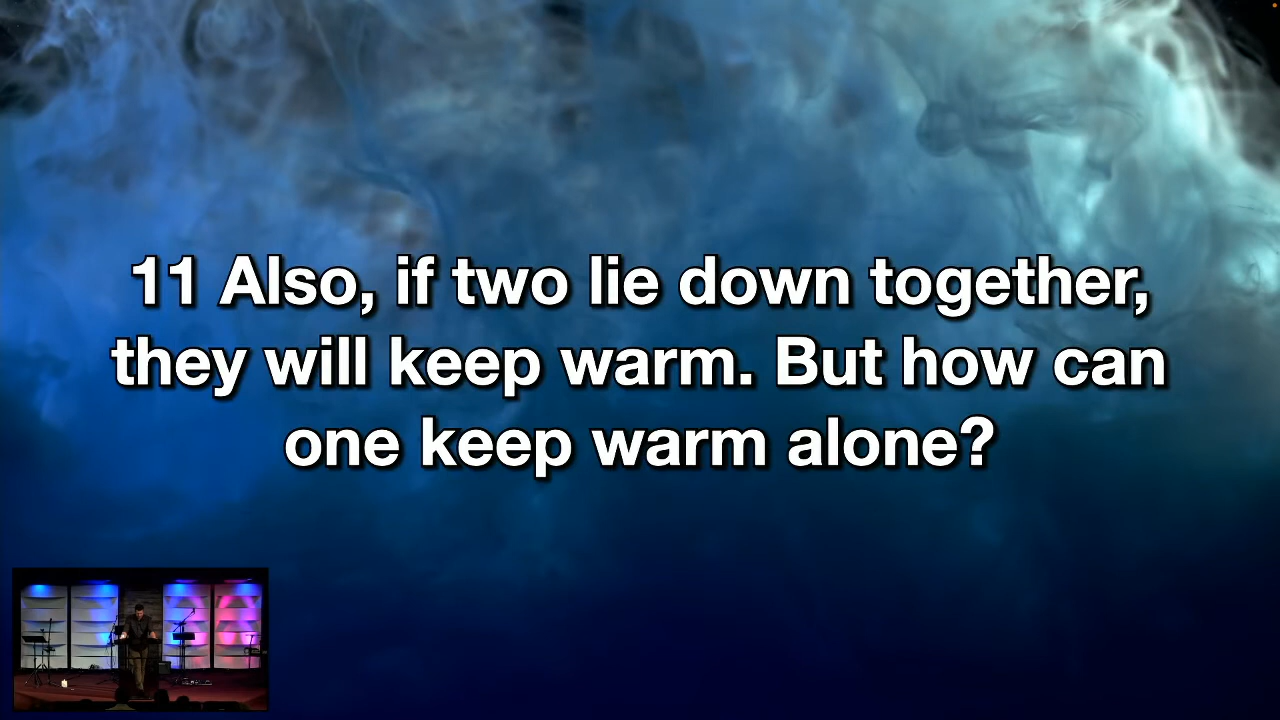 11 Also, if two lie down together,
they will keep warm. But how can
one keep warm alone?